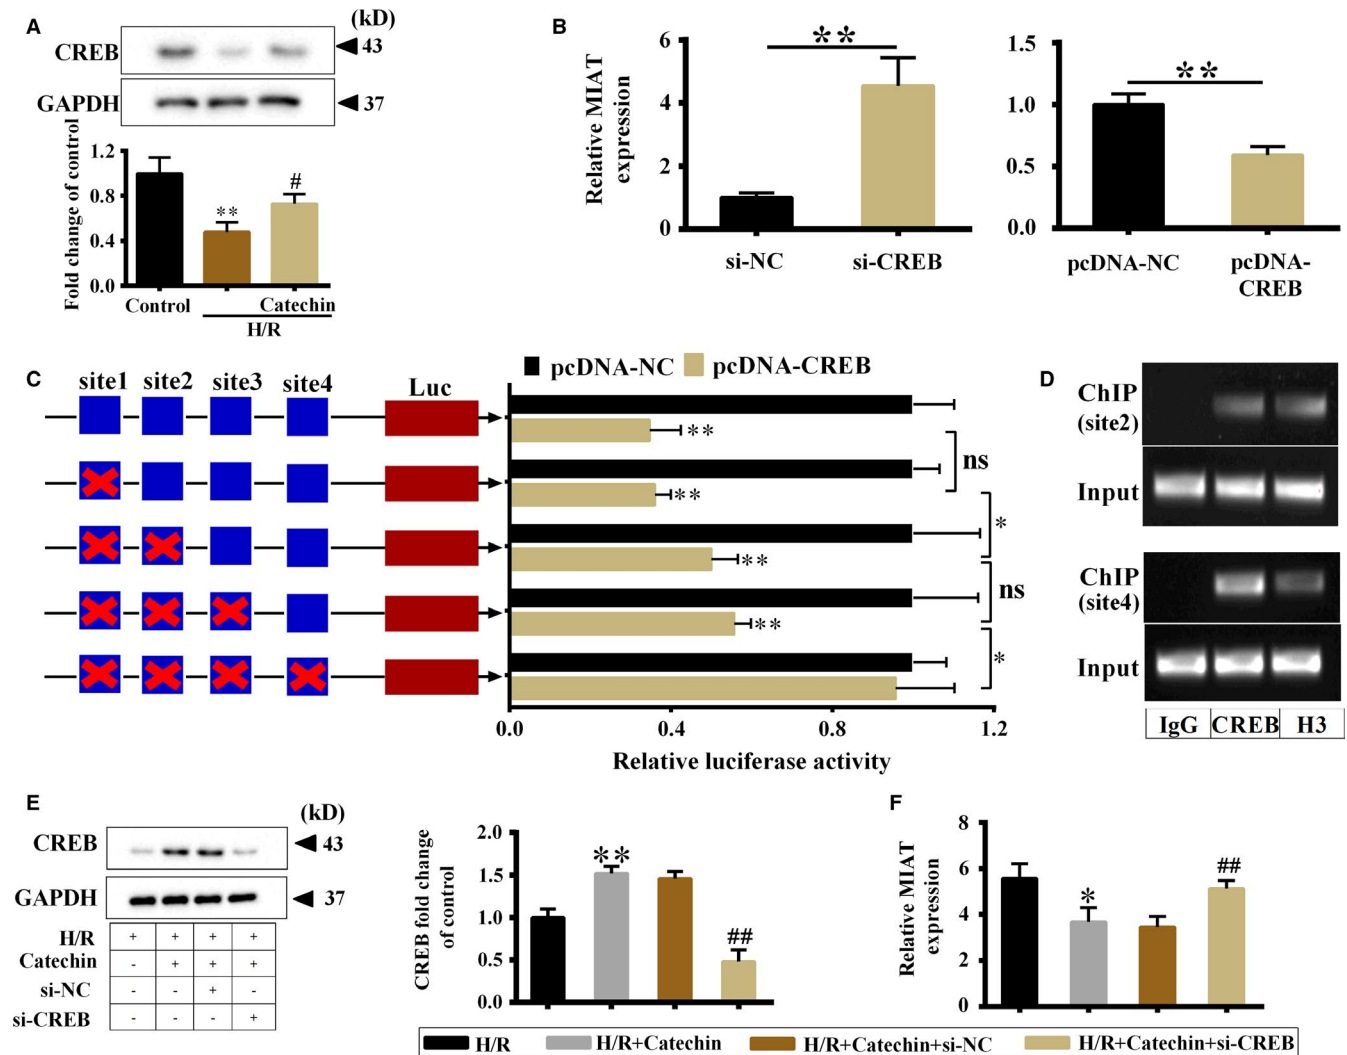 A
(kD)
CREB
43
GAPDH
37
Fold change of control
1.2
0.8
0.4
0.0
**
#
Control
Catechin
H/R
B
Relative MIAT
expression
6
4
2
0
**
si-NC
si-CREB
1.5
1.0
0.5
0.0
**
pcDNA-NC
pcDNA-
CREB
C
site1 site2 site3 site4 Luc
pcDNA-NC pcDNA-CREB
**
ns
**
*
**
ns
**
*
0.0 0.4 0.8 1.2
Relative luciferase activity
D
ChIP
(site2)
Input
ChIP
(site4)
Input
IgG CREB H3
E
(kD)
CREB
43
GAPDH
37
H/R + + + +
Catechin - + + +
si-NC - - + -
si-CREB - - - +
CREB fold change
of control
2.0
1.5
1.0
0.5
0.0
**
##
F
Relative MIAT
expression
8
6
4
2
0
*
##
H/R H/R+Catechin H/R+Catechin+si-NC H/R+Catechin+si-CREB